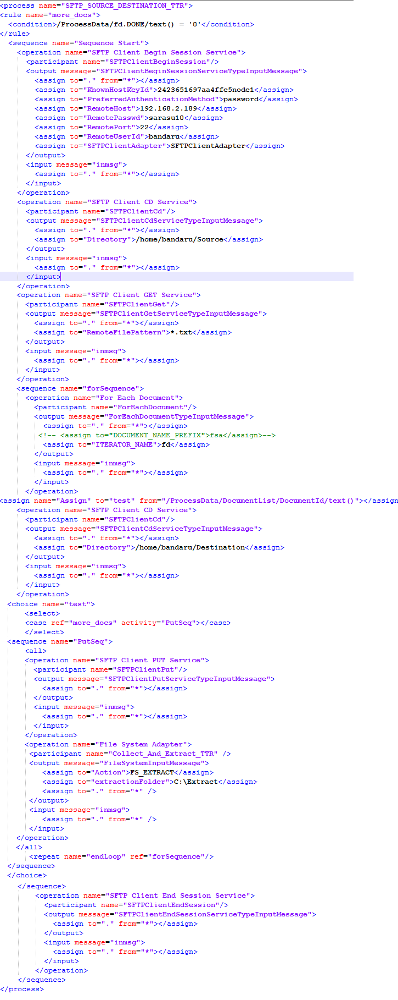 <process name="SFTP_SOURCE_DESTINATION_TTR">
<rule name="more_docs">
<condition>/ProcessData/fd.DONE/text() = '0'</condition>
</rule>
<sequence name="Sequence Start">
<operation name="SFTP Client Begin Session Service">
<participant name="SFTPClientBeginSession"/>
<output message="SFTPClientBeginSessionServiceTypeInputMessage">
<assign to="." from="*"></assign>
<assign to="KnownHostKeyId">2423651697aa4ffe5node1</assign>
<assign to="PreferredAuthenticationMethod">password</assign>
<assign to="RemoteHost">192.168.2.189</assign>
<assign to="RemotePasswd">sarasu10</assign>
<assign to="RemotePort">22</assign>
<assign to="RemoteUserId">bandaru</assign>
<assign to="SFTPClientAdapter">SFTPClientAdapter</assign>
</output>
<input message="inmsg">
<assign to="." from="*"></assign>
</input>
</operation>
<operation name="SFTP Client CD Service">
<participant name="SFTPClientCd"/>
<output message="SFTPClientCdServiceTypeInputMessage">
<assign to="." from="*"></assign>
<assign to="Directory">/home/bandaru/Source</assign>
</output>
<input message="inmsg">
<assign to="." from="*"></assign>
</input>
</operation>
<operation name="SFTP Client GET Service">
<participant name="SFTPClientGet"/>
<output message="SFTPClientGetServiceTypeInputMessage">
<assign to="." from="*"></assign>
<assign to="RemoteFilePattern">*.txt</assign>
</output>
<input message="inmsg">
<assign to="." from="*"></assign>
</input>
</operation>
<sequence name="forSequence">
<operation name="For Each Document">
<participant name="ForEachDocument"/>
<output message="ForEachDocumentTypeInputMessage">
<assign to="." from="*"></assign>
<!-- <assign to="DOCUMENT_NAME_PREFIX">fsa</assign>-->
<assign to="ITERATOR_NAME">fd</assign>
</output>
<input message="inmsg">
<assign to="." from="*"></assign>
</input>
</operation>
<assign name="Assign" to="test" from="/ProcessData/DocumentList/DocumentId/text()"></assign
<operation name="SFTP Client CD Service">
<participant name="SFTPClientCd"/>
<output message="SFTPClientCdServiceTypeInputMessage">
<assign to="." from="*"></assign>
<assign to="Directory">/home/bandaru/Destination</assign>
</output>
<input message="inmsg">
<assign to="." from="*"></assign>
</input>
</operation>
<choice name="test">
<select>
<case ref="more_docs" activity="PutSeq"></case>
</select>
<sequence name="PutSeq">
<all>
<operation name="SFTP Client PUT Service">
<participant name="SFTPClientPut"/>
<output message="SFTPClientPutServiceTypeInputMessage">
<assign to="." from="*"></assign>
</output>
<input message="inmsg">
<assign to="." from="*"></assign>
</input>
</operation>
<operation name="File System Adapter">
<participant name="Collect_And_Extract_TTR" />
<output message="FileSystemInputMessage">
<assign to="Action">FS_EXTRACT</assign>
<assign to="extractionFolder">C:\Extract</assign>
<assign to="." from="*" />
</output>
<input message="inmsg">
<assign to="." from="*" />
</input>
</operation>
</all>
<repeat name="endLoop" ref="forSequence"/>
</sequence>
</choice>
</sequence>
<operation name="SFTP Client End Session Service">
<participant name="SFTPClientEndSession"/>
<output message="SFTPClientEndSessionServiceTypeInputMessage">
<assign to="." from="*"></assign>
</output>
<input message="inmsg">
<assign to="." from="*"></assign>
</input>
</operation>
</sequence>
</process>